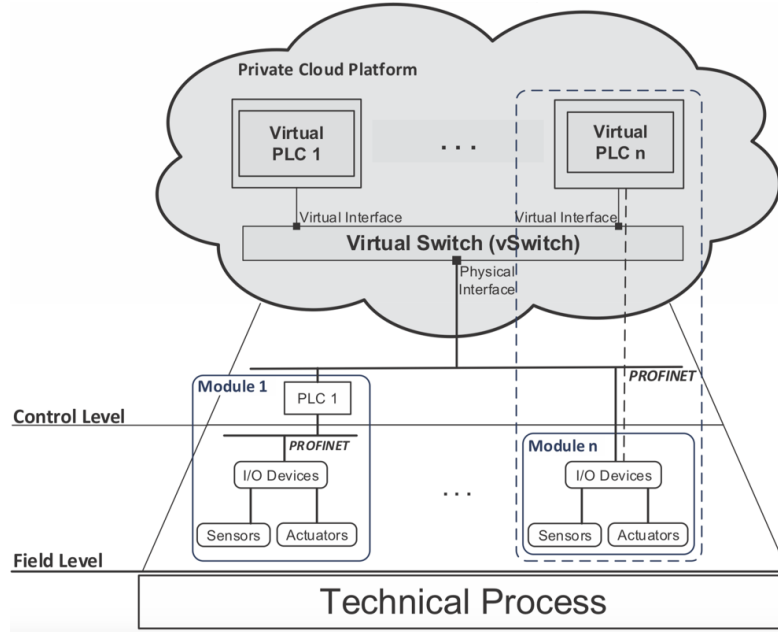 Private Cloud Platform
Virtual
PLC 1
. . .
Virtual
PLC n
Virtual Interface
Virtual Interface
Virtual Switch (vSwitch)
Physical
Interface
PROFINET
Module 1
PLC 1
Control Level
PROFINET
Module n
I/O Devices
. . .
I/O Devices
Sensors
Actuators
Sensors
Actuators
Field Level
Technical Process